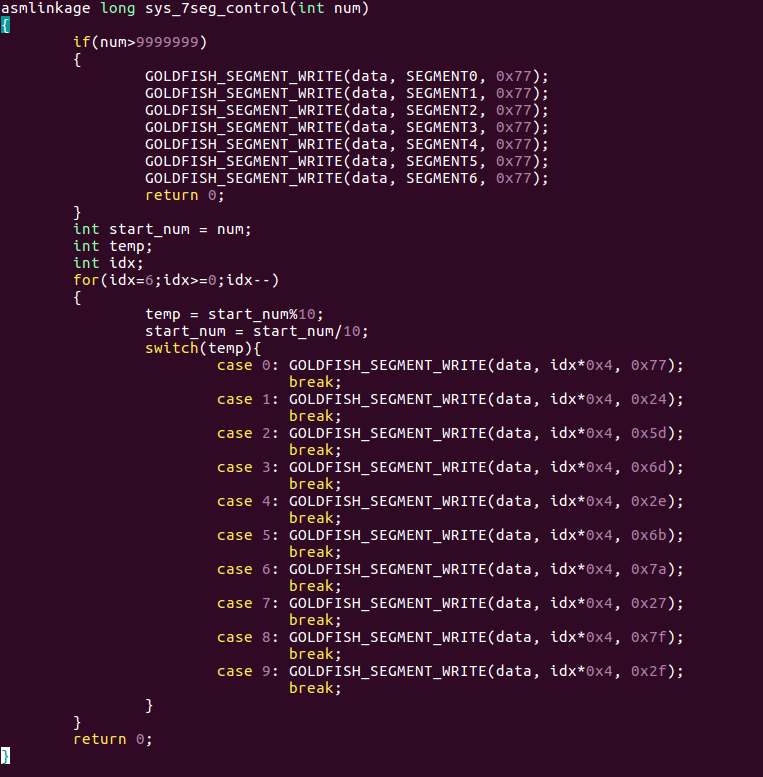 asmlinkage long sys_7seg_control(int num)
{
        if(num>9999999)
        {
                GOLDFISH_SEGMENT_WRITE(data, SEGMENT0, 0x77);
                GOLDFISH_SEGMENT_WRITE(data, SEGMENT1, 0x77);
                GOLDFISH_SEGMENT_WRITE(data, SEGMENT2, 0x77);
                GOLDFISH_SEGMENT_WRITE(data, SEGMENT3, 0x77);
                GOLDFISH_SEGMENT_WRITE(data, SEGMENT4, 0x77);
                GOLDFISH_SEGMENT_WRITE(data, SEGMENT5, 0x77);
                GOLDFISH_SEGMENT_WRITE(data, SEGMENT6, 0x77);
                return 0;
        }
        int start_num = num;
        int temp;
        int idx;
        for(idx=6;idx>=0;idx--)
        {
                temp = start_num%10;
                start_num = start_num/10;
                switch(temp){
                        case 0: GOLDFISH_SEGMENT_WRITE(data, idx*0x4, 0x77);
                                break;
                        case 1: GOLDFISH_SEGMENT_WRITE(data, idx*0x4, 0x24);
                                break;
                        case 2: GOLDFISH_SEGMENT_WRITE(data, idx*0x4, 0x5d);
                                break;
                        case 3: GOLDFISH_SEGMENT_WRITE(data, idx*0x4, 0x6d);
                                break;
                        case 4: GOLDFISH_SEGMENT_WRITE(data, idx*0x4, 0x2e);
                                break;
                        case 5: GOLDFISH_SEGMENT_WRITE(data, idx*0x4, 0x6b);
                                break;
                        case 6: GOLDFISH_SEGMENT_WRITE(data, idx*0x4, 0x7a);
                                break;
                        case 7: GOLDFISH_SEGMENT_WRITE(data, idx*0x4, 0x27);
                                break;
                        case 8: GOLDFISH_SEGMENT_WRITE(data, idx*0x4, 0x7f);
                                break;
                        case 9: GOLDFISH_SEGMENT_WRITE(data, idx*0x4, 0x2f);
                                break;
                }
        }
        return 0;
}